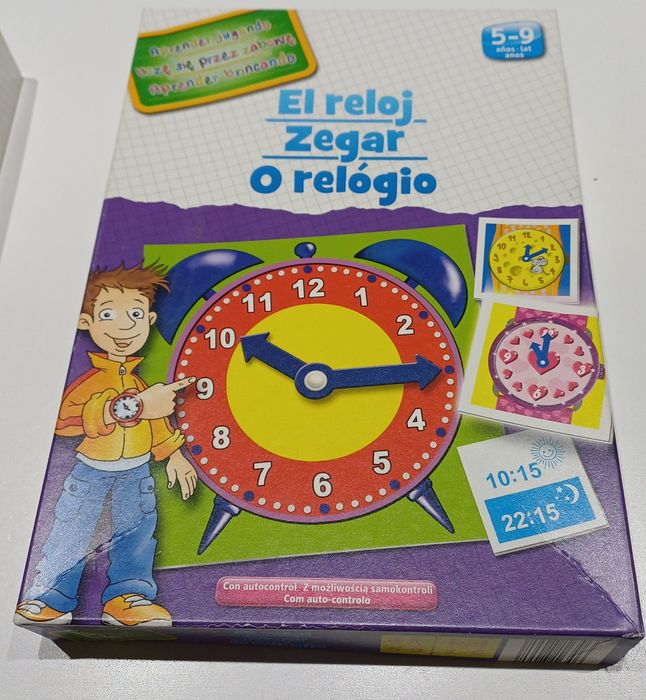 Aprender jugando
Uczę się przez zabawę
Aprender brincando
5-9
años · lat
anos
El reloj
Zegar
O relógio
12
11
1
10
2
9
8
4
7
5
6
10:15
22:15
Con autocontrol · Z możliwością samokontroli
Com auto-controlo